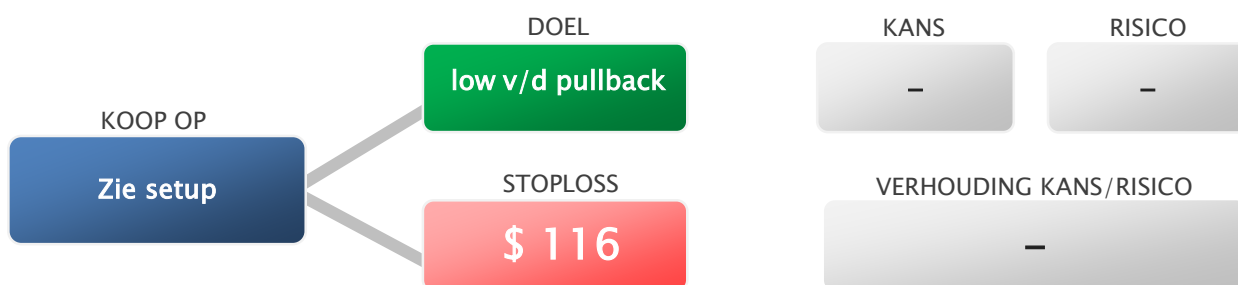 KOOP OP
Zie setup
DOEL
low v/d pullback
STOPLOSS
$ 116
KANS
–
RISICO
–
VERHOUDING KANS/RISICO
–